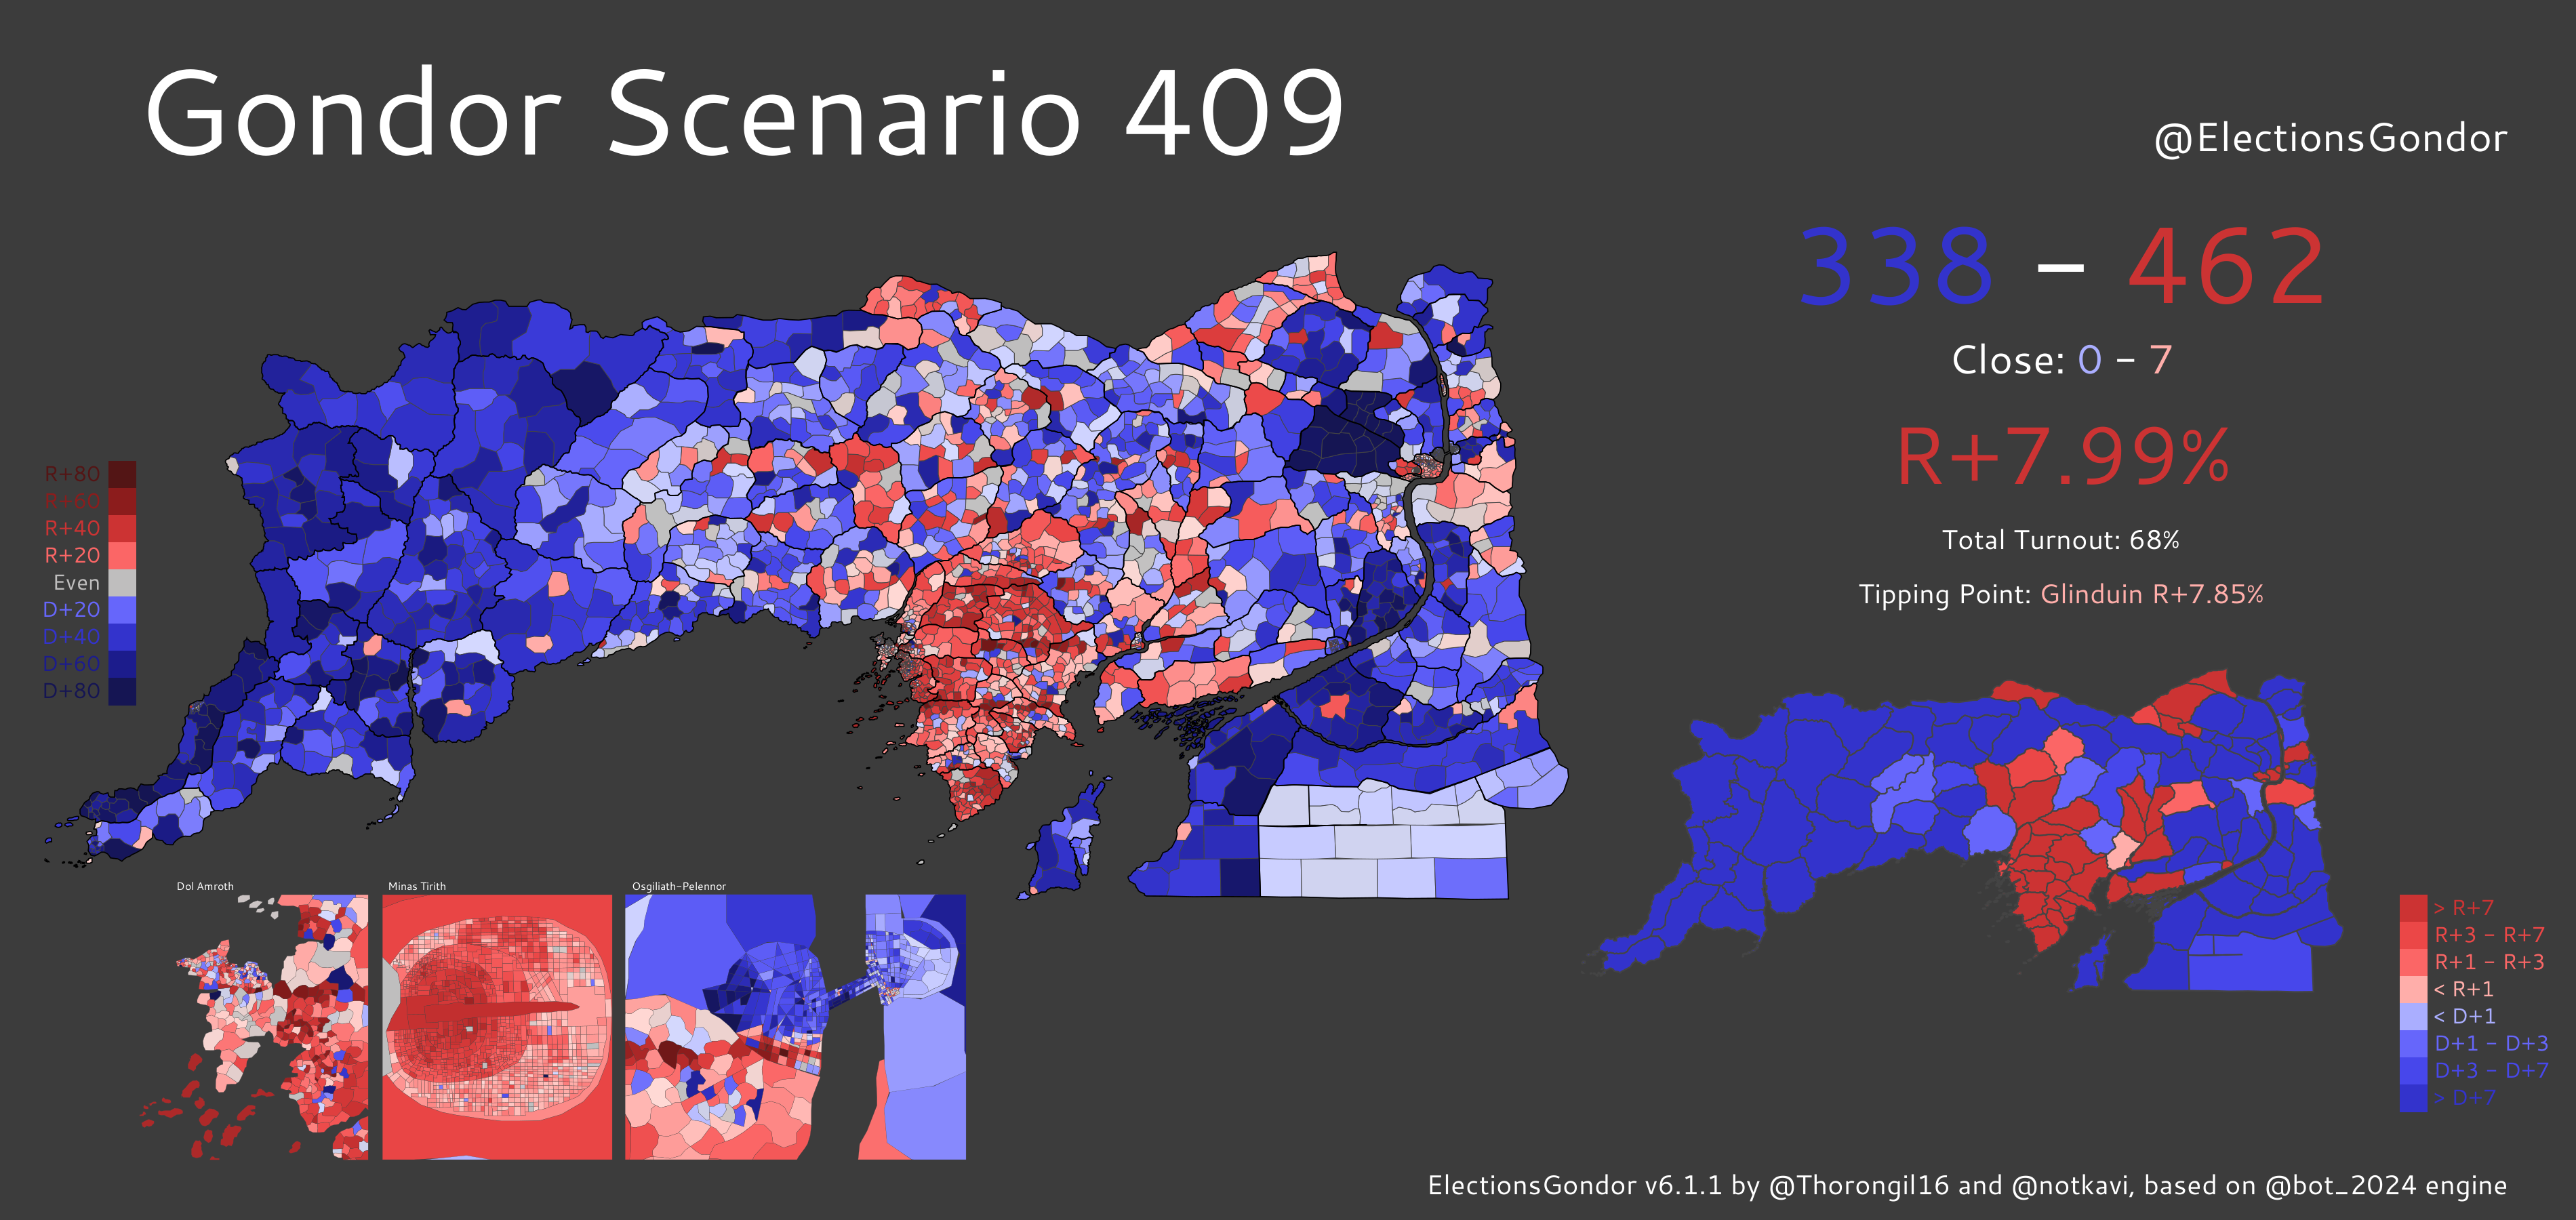 Gondor Scenario 409
@ElectionsGondor
338 – 462
Close: 0 – 7
R+7.99%
Total Turnout: 68%
Tipping Point: Glinduin R+7.85%
R+80
R+60
R+40
R+20
Even
D+20
D+40
D+60
D+80
Dol Amroth
Minas Tirith
Osgiliath-Pelennor
> R+7
R+3 – R+7
R+1 – R+3
< R+1
< D+1
D+1 – D+3
D+3 – D+7
> D+7
ElectionsGondor v6.1.1 by @Thorongil16 and @notkavi, based on @bot_2024 engine